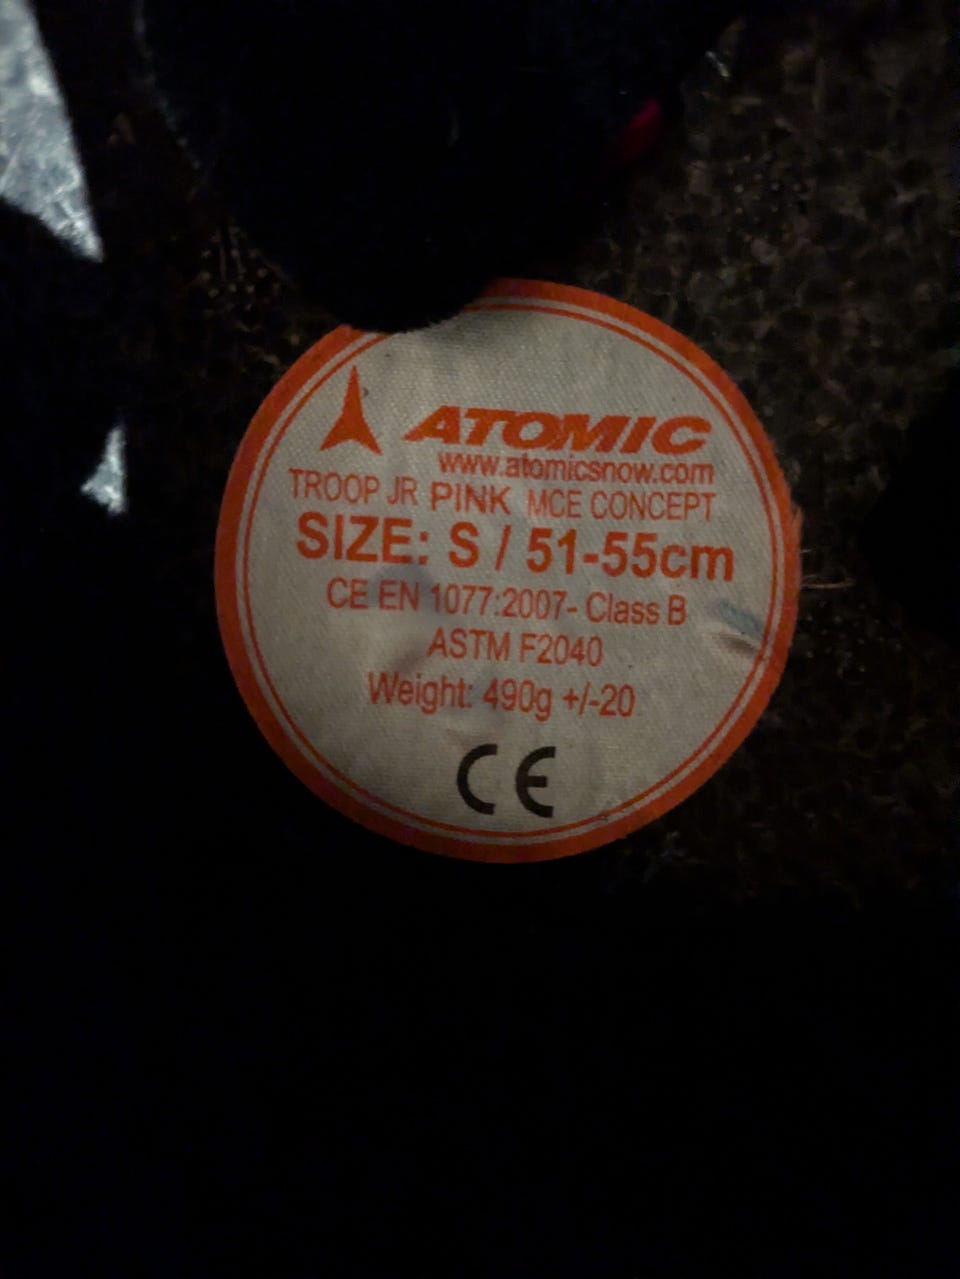 ATOMIC
www.atomicsnow.com
TROOP JR PINK MCE CONCEPT
SIZE: S / 51-55cm
CE EN 1077:2007- Class B
ASTM F2040
Weight: 490g +/-20
CE